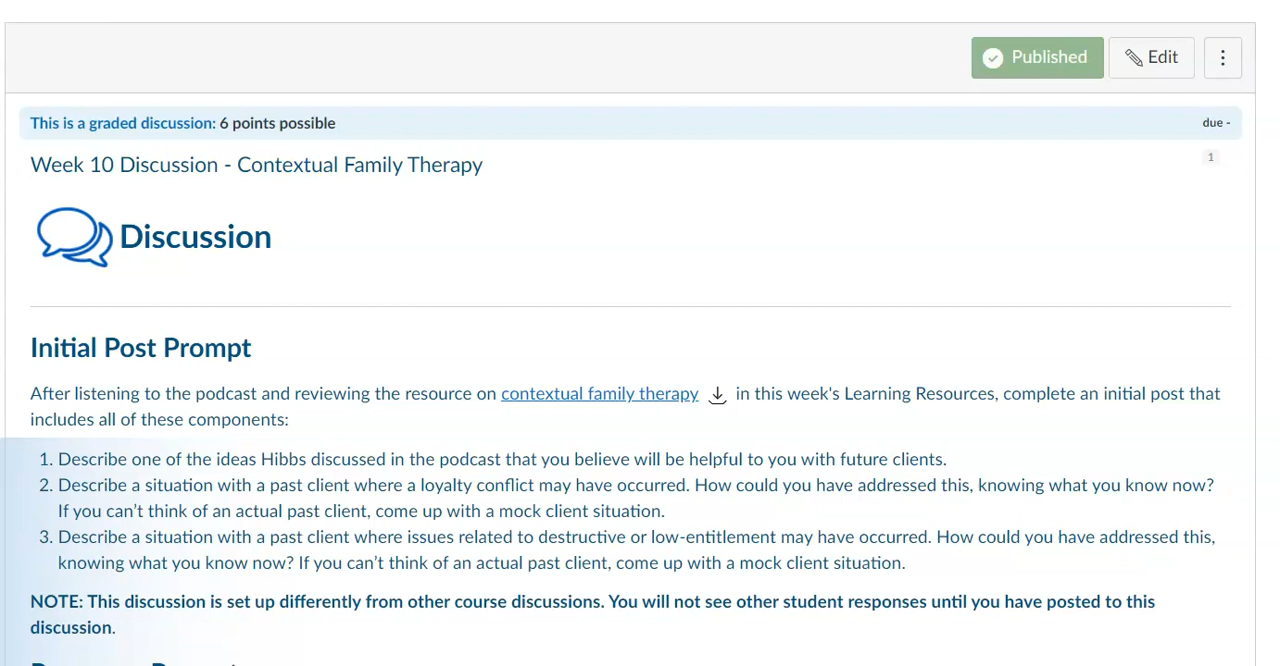 Published
Edit
This is a graded discussion: 6 points possible
due -
Week 10 Discussion - Contextual Family Therapy
1
Discussion
Initial Post Prompt
After listening to the podcast and reviewing the resource on contextual family therapy in this week's Learning Resources, complete an initial post that
includes all of these components:
1. Describe one of the ideas Hibbs discussed in the podcast that you believe will be helpful to you with future clients.
2. Describe a situation with a past client where a loyalty conflict may have occurred. How could you have addressed this, knowing what you know now?
If you can’t think of an actual past client, come up with a mock client situation.
3. Describe a situation with a past client where issues related to destructive or low-entitlement may have occurred. How could you have addressed this,
knowing what you know now? If you can’t think of an actual past client, come up with a mock client situation.
NOTE: This discussion is set up differently from other course discussions. You will not see other student responses until you have posted to this
discussion.